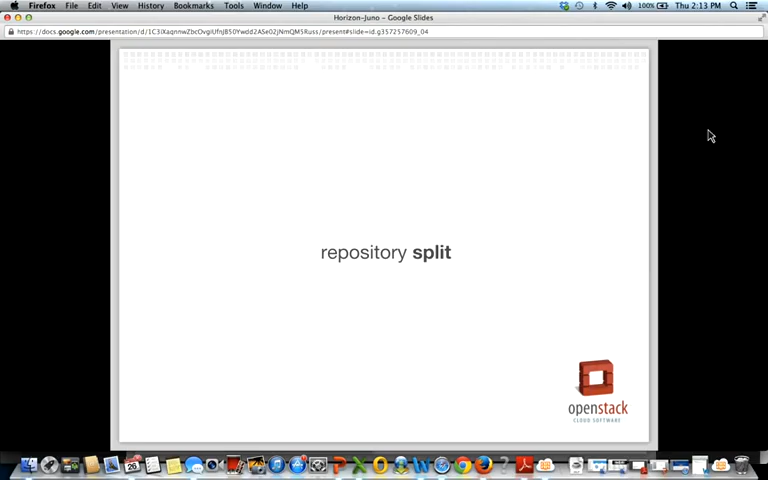 Firefox File Edit View History Bookmarks Tools Window Help 100% Thu 2:13 PM
Horizon-Juno – Google Slides
repository split
openstack
CLOUD SOFTWARE
26